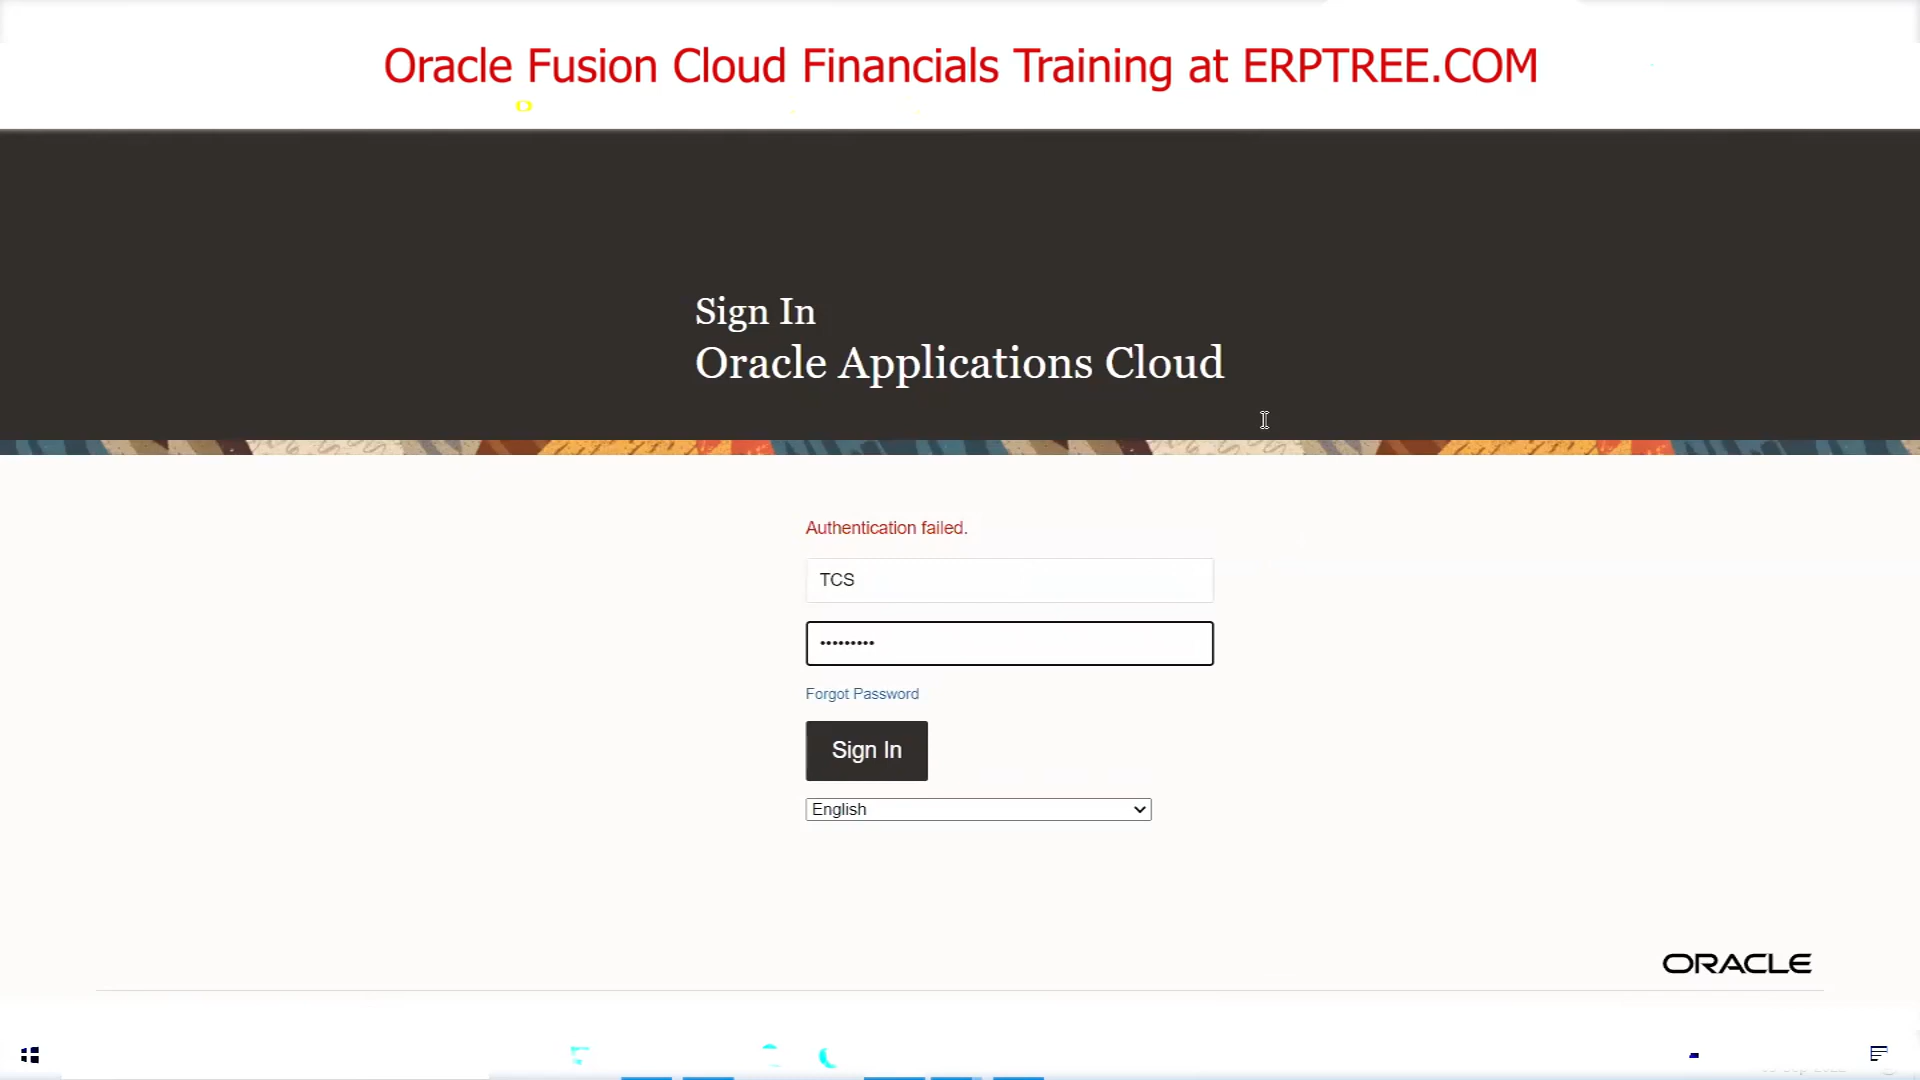 Oracle Fusion Cloud Financials Training at ERPTREE.COM
Sign In
Oracle Applications Cloud
Authentication failed.
TCS
•••••••••
Forgot Password
Sign In
English
ORACLE